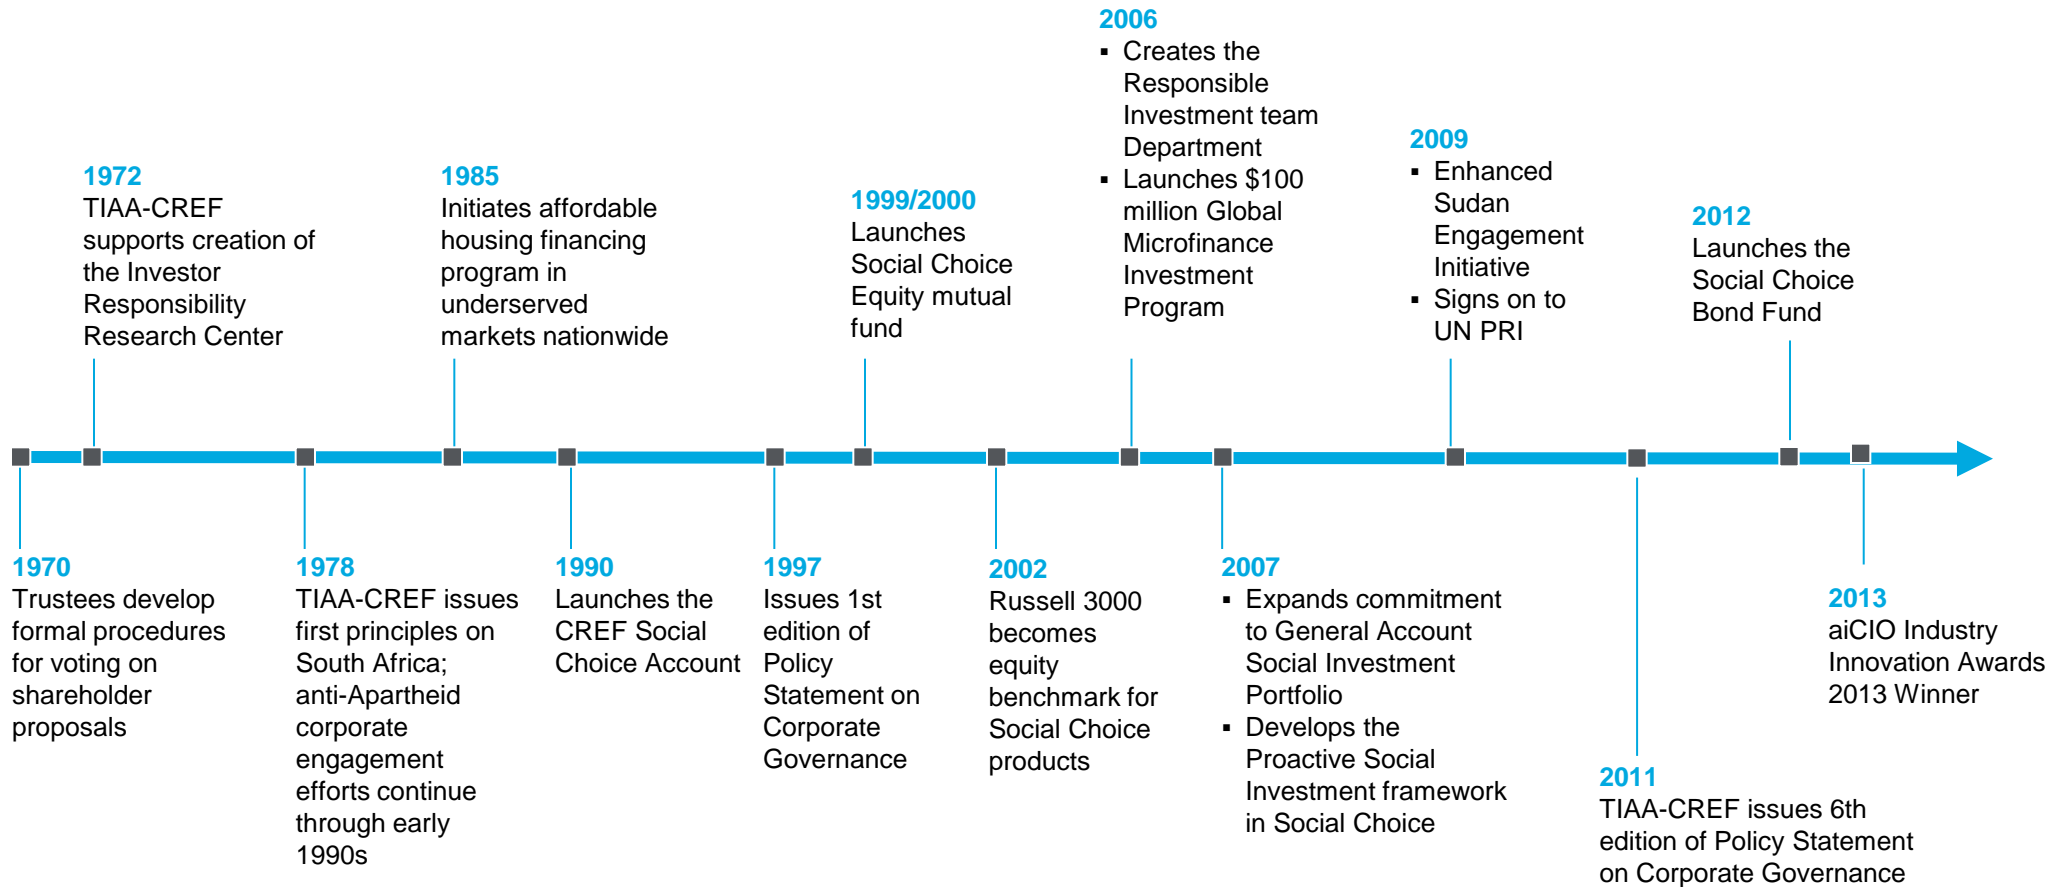 2006
▪ Creates the
Responsible
Investment team
Department
▪ Launches $100
million Global
Microfinance
Investment
Program
2009
▪ Enhanced
Sudan
Engagement
Initiative
▪ Signs on to
UN PRI
1972
TIAA-CREF
supports creation of
the Investor
Responsibility
Research Center
1985
Initiates affordable
housing financing
program in
underserved
markets nationwide
1999/2000
Launches
Social Choice
Equity mutual
fund
2012
Launches the
Social Choice
Bond Fund
1970
Trustees develop
formal procedures
for voting on
shareholder
proposals
1978
TIAA-CREF issues
first principles on
South Africa;
anti-Apartheid
corporate
engagement
efforts continue
through early
1990s
1990
Launches the
CREF Social
Choice Account
1997
Issues 1st
edition of
Policy
Statement on
Corporate
Governance
2002
Russell 3000
becomes
equity
benchmark for
Social Choice
products
2007
▪ Expands commitment
to General Account
Social Investment
Portfolio
▪ Develops the
Proactive Social
Investment framework
in Social Choice
2011
TIAA-CREF issues 6th
edition of Policy Statement
on Corporate Governance
2013
aiCIO Industry
Innovation Awards
2013 Winner